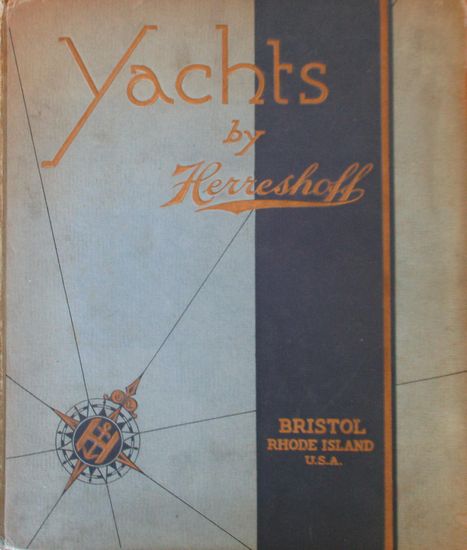 Yachts
by
Herreshoff
BRISTOL
RHODE ISLAND
U.S.A.